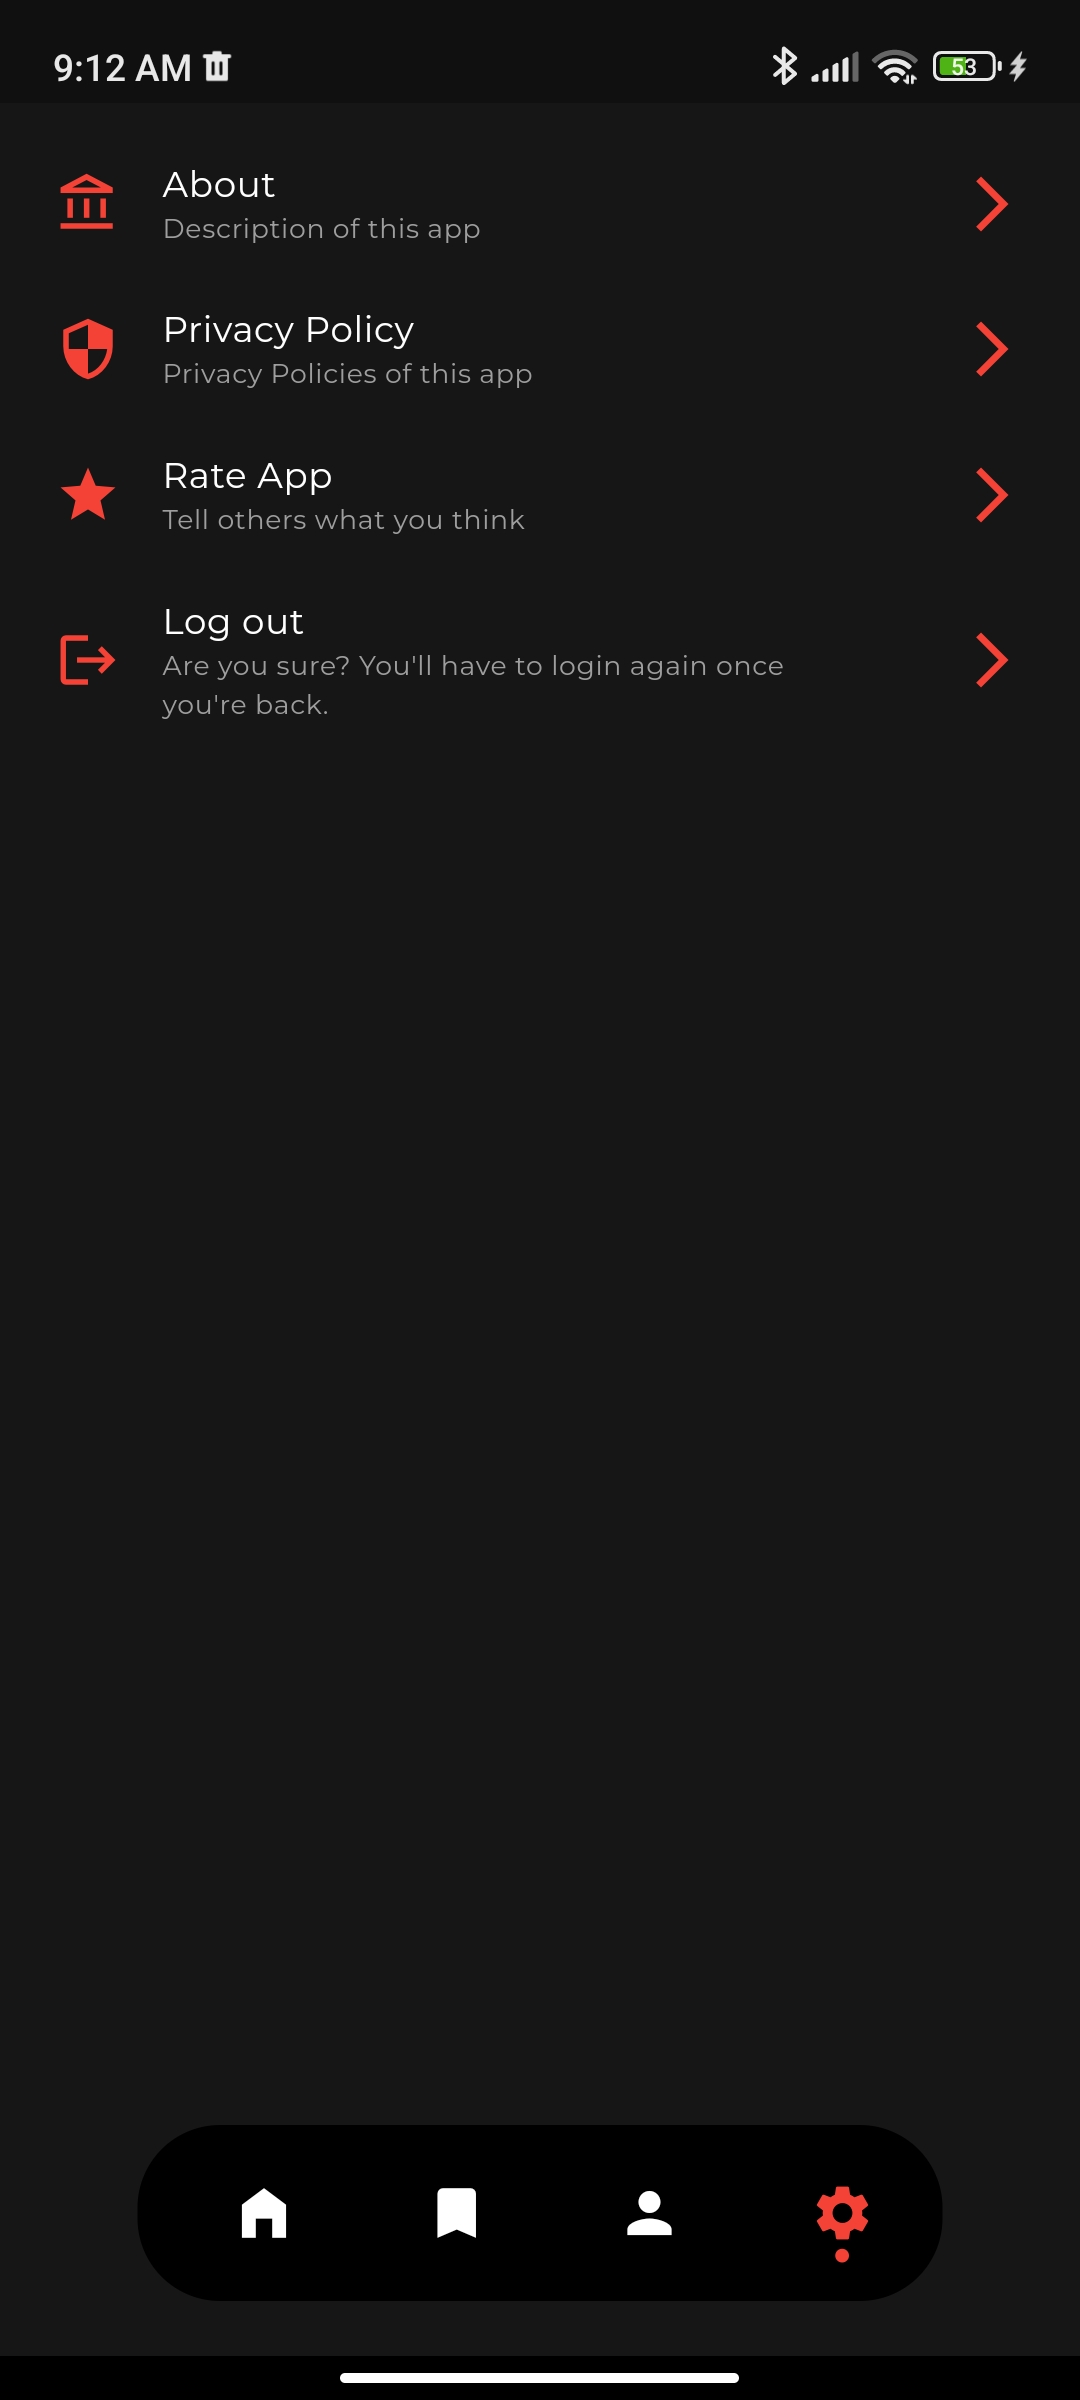 9:12 AM
53
About
Description of this app
Privacy Policy
Privacy Policies of this app
Rate App
Tell others what you think
Log out
Are you sure? You'll have to login again once
you're back.